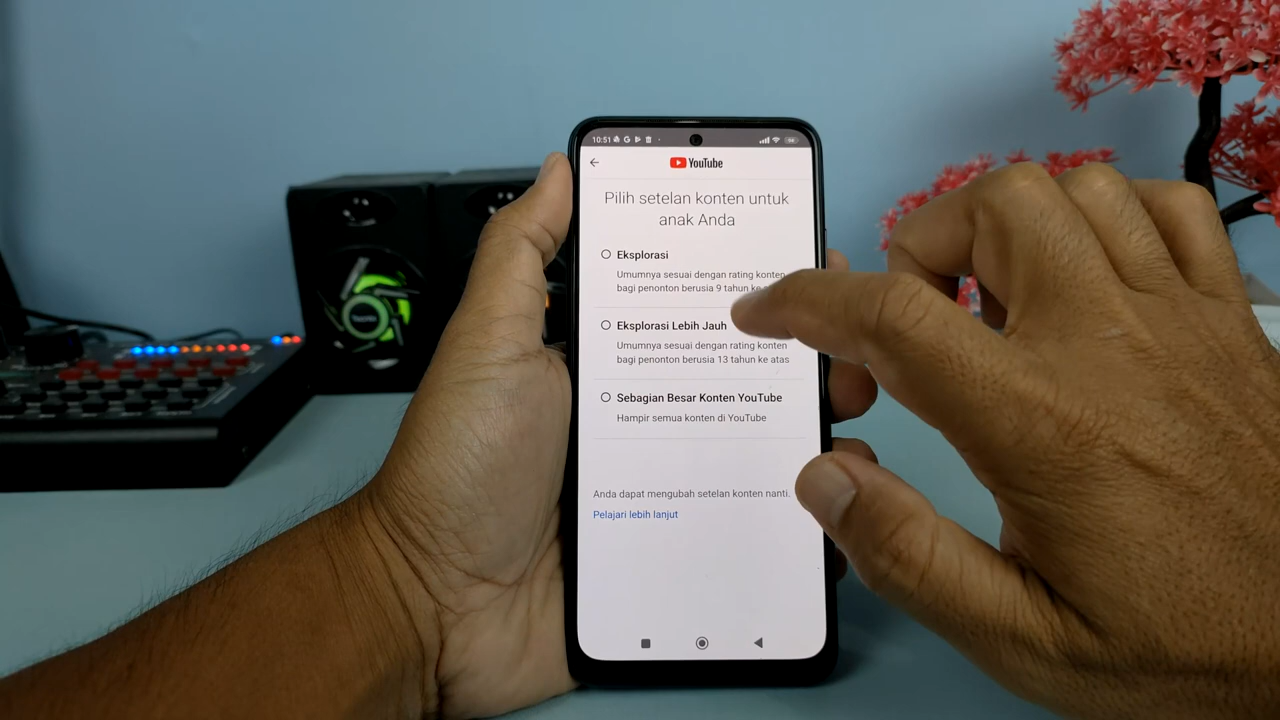 10:51
YouTube
Pilih setelan konten untuk
anak Anda
Eksplorasi
Umumnya sesuai dengan rating konten
bagi penonton berusia 9 tahun ke
Eksplorasi Lebih Jauh
Umumnya sesuai dengan rating konten
bagi penonton berusia 13 tahun ke atas
Sebagian Besar Konten YouTube
Hampir semua konten di YouTube
Anda dapat mengubah setelan konten nanti.
Pelajari lebih lanjut